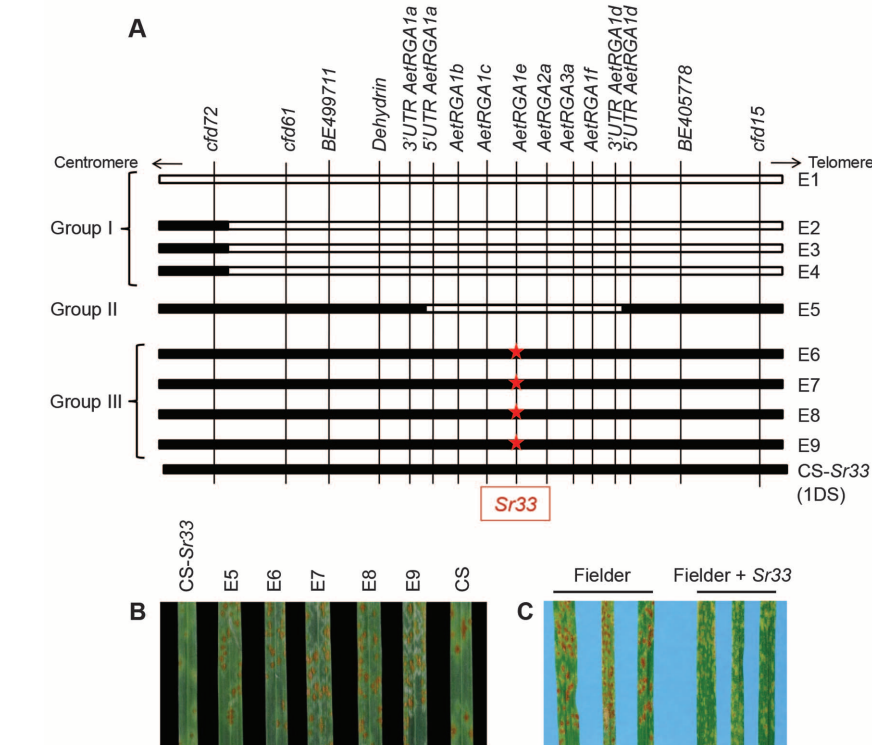 A
cfd72
cfd61
BE499711
Dehydrin
3'UTR AetRGA1a
5'UTR AetRGA1a
AetRGA1b
AetRGA1c
AetRGA1e
AetRGA2a
AetRGA3a
AetRGA1f
3'UTR AetRGA1d
5'UTR AetRGA1d
BE405778
cfd15
Centromere
Telomere
E1
Group I
E2
E3
E4
Group II
E5
E6
E7
Group III
E8
E9
CS-Sr33
(1DS)
Sr33
B
CS-Sr33
E5
E6
E7
E8
E9
CS
C
Fielder
Fielder + Sr33